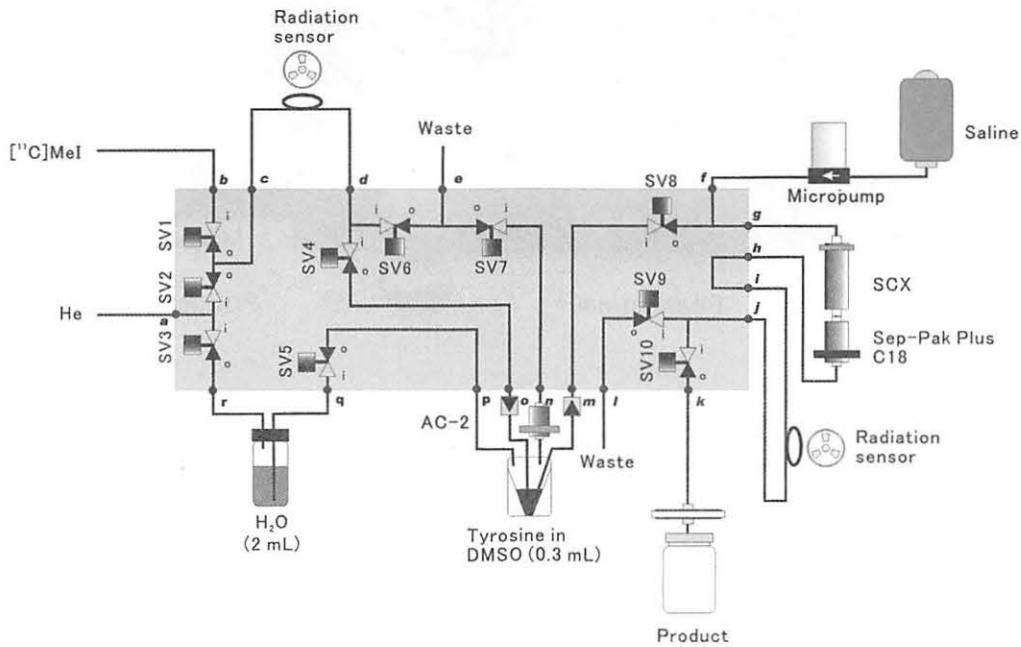 Radiation
sensor
Waste
Saline
[¹¹C]MeI
b
c
d
e
f
Micropump
SV8
g
i
o
i
o
o
i
i
o
h
SV1
SV4
SV6
SV7
i
SCX
o
o
SV9
SV2
j
i
o
i
i
He
a
Sep-Pak Plus
C18
SV3
i
o
SV5
o
i
SV10
o
r
q
p
o
n
m
l
k
AC-2
Radiation
sensor
Waste
H₂O
(2 mL)
Tyrosine in
DMSO (0.3 mL)
Product